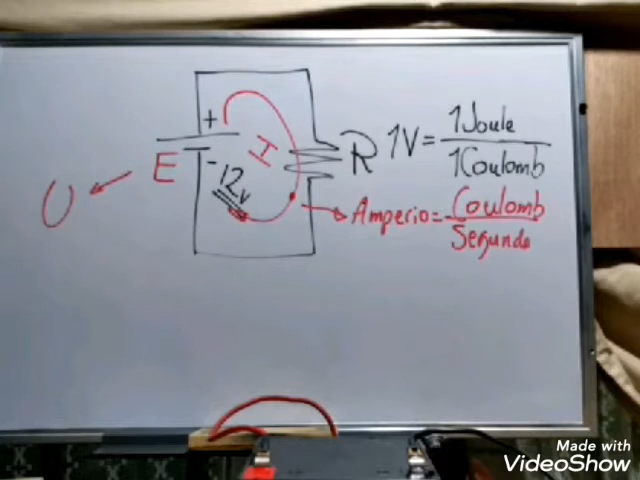 +
I
E
-
12v
R
U
1V = 1Joule / 1Coulomb
Amperio = Coulomb / Segundo
Made with
VideoShow